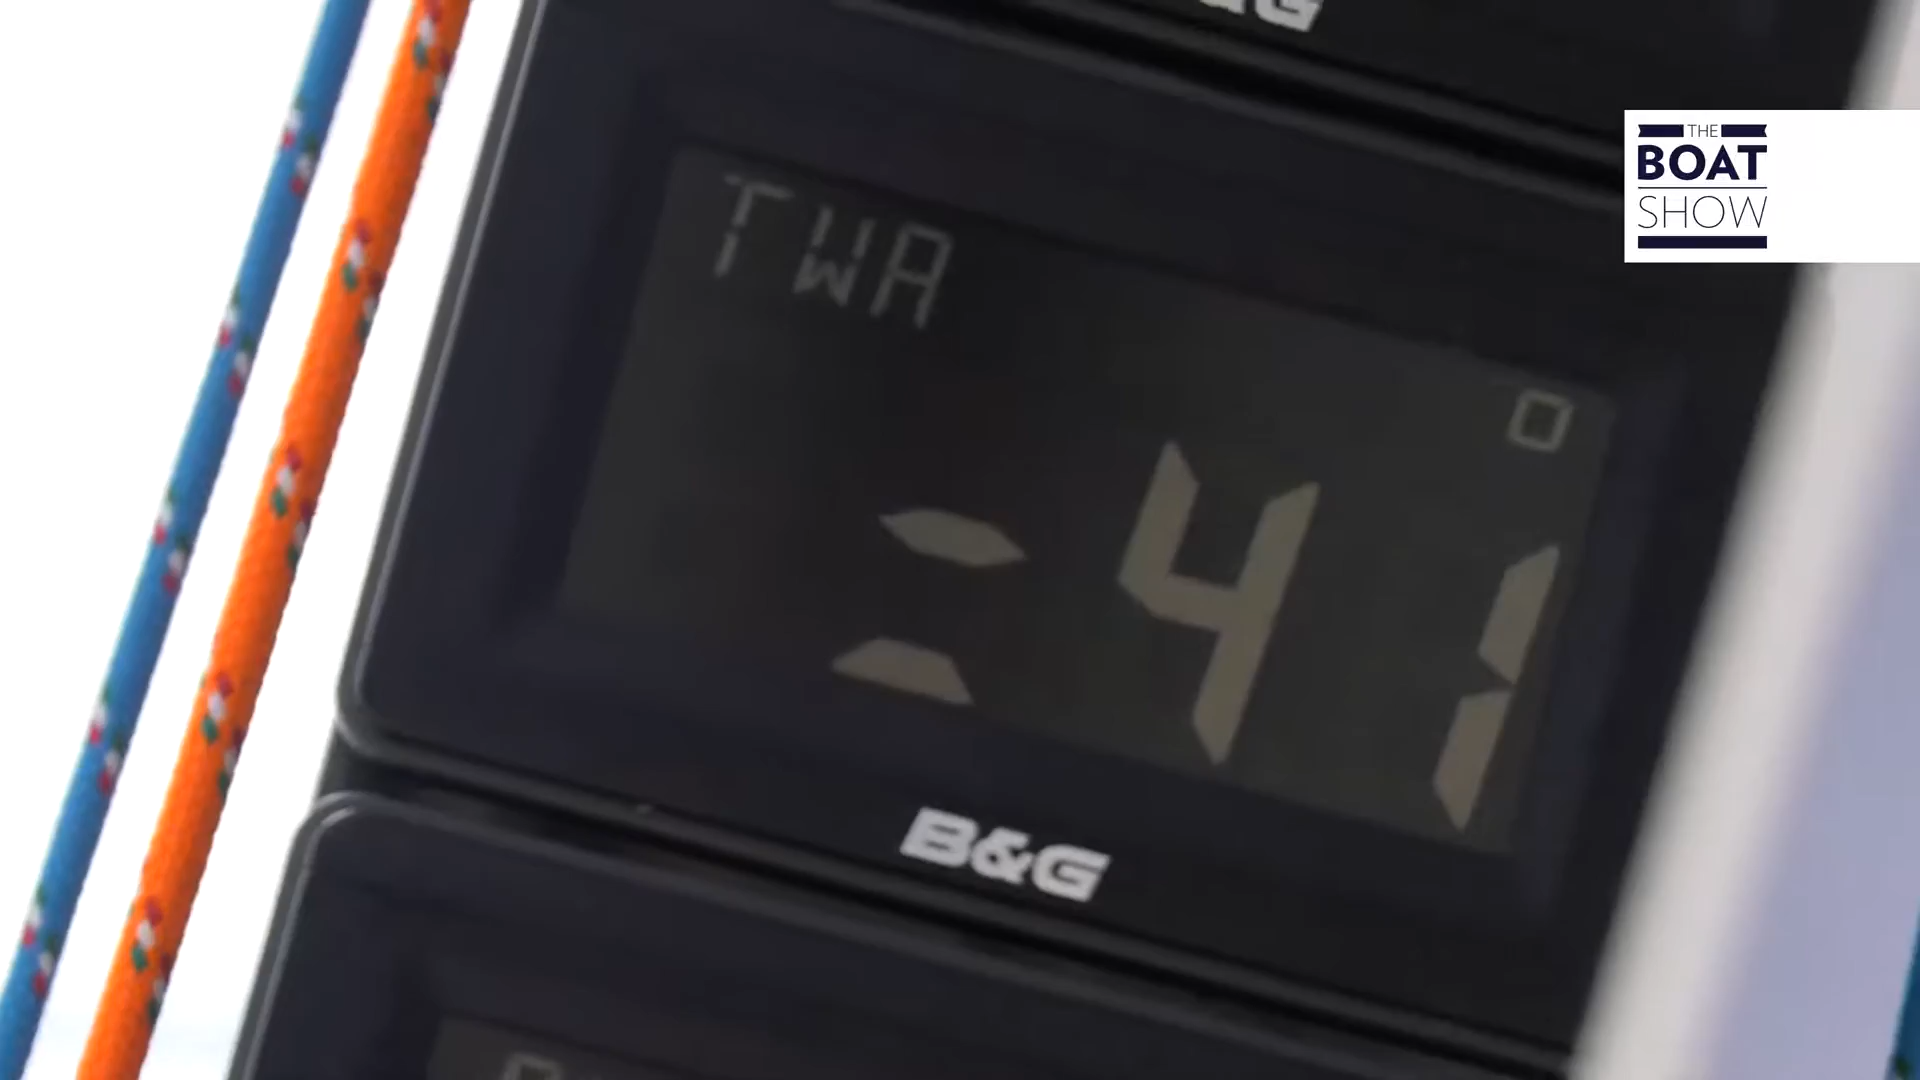 B&G
THE
BOAT
SHOW
TWA
°
=41
B&G